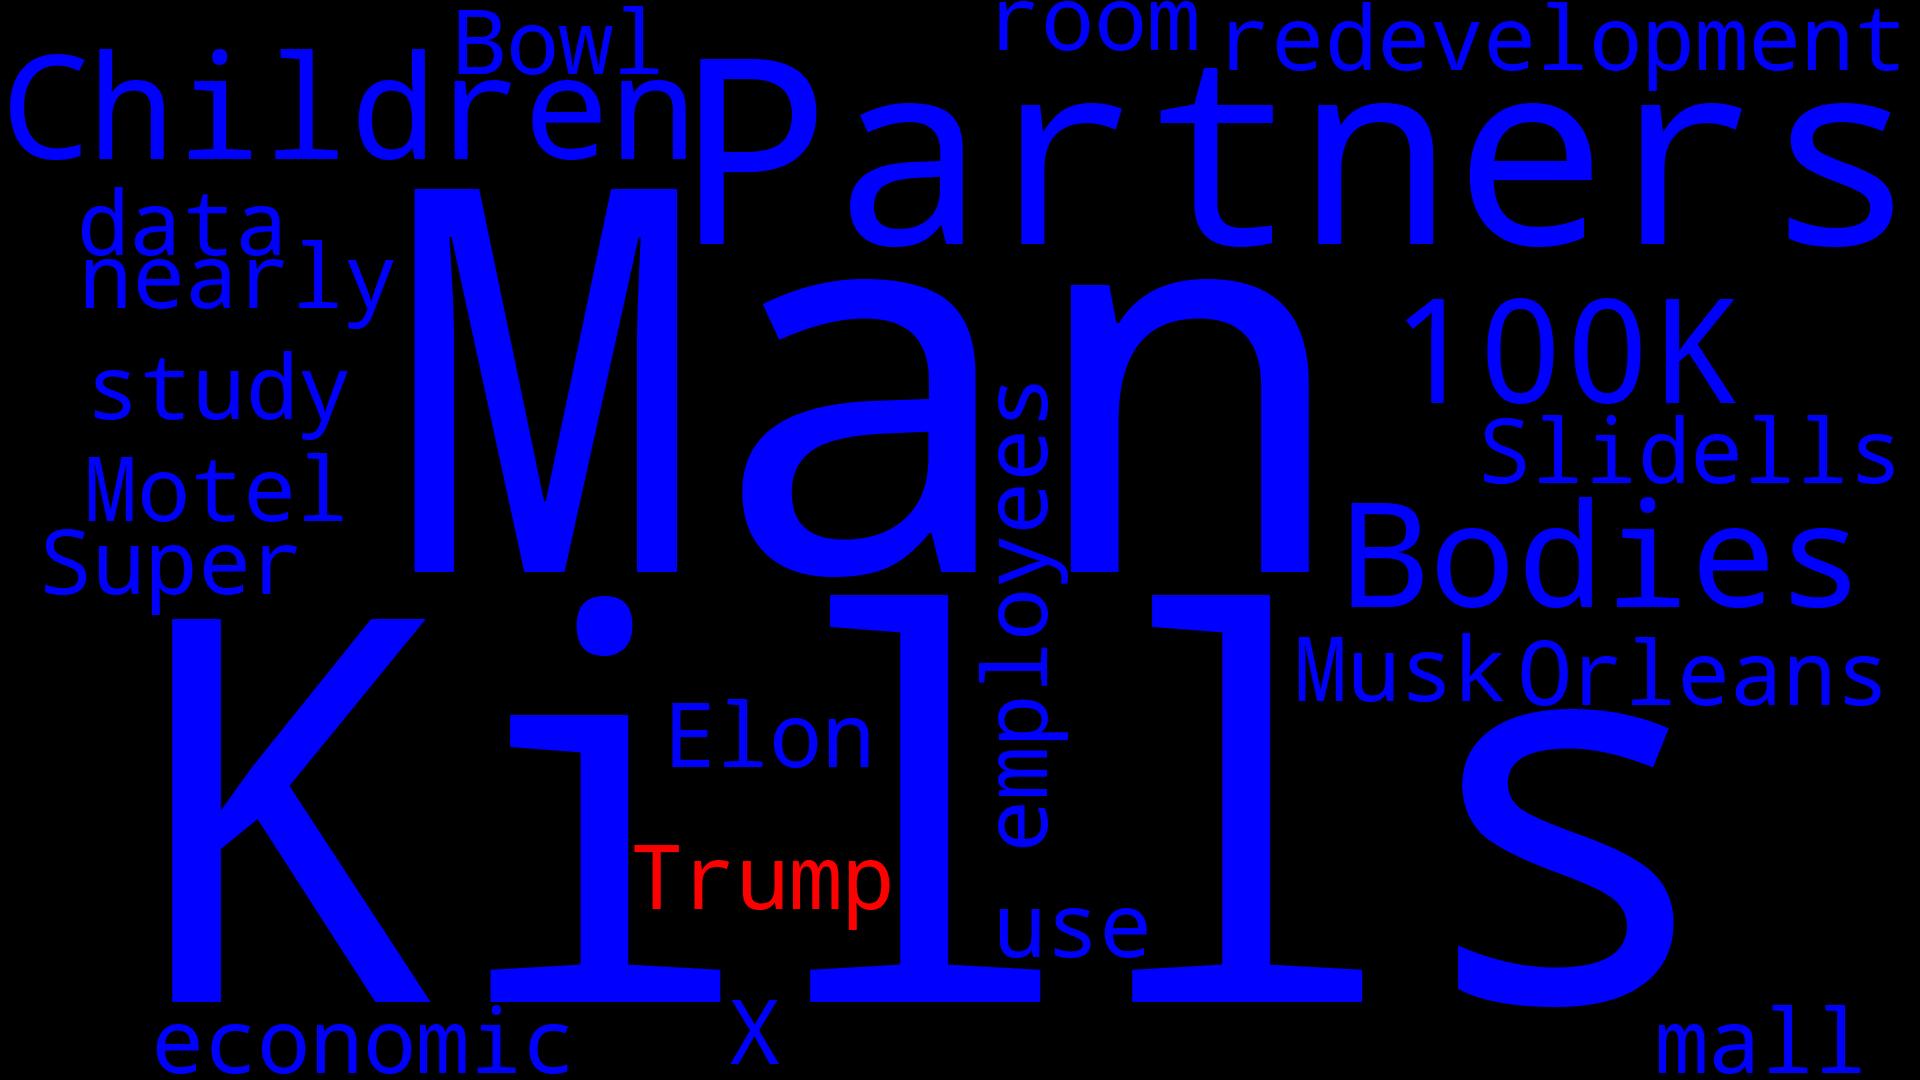 Bowl
room
redevelopment
Children
Partners
data
nearly
Man
100K
study
Slidells
Motel
employees
Bodies
Super
Musk
Orleans
Kills
Elon
Trump
use
economic
X
mall